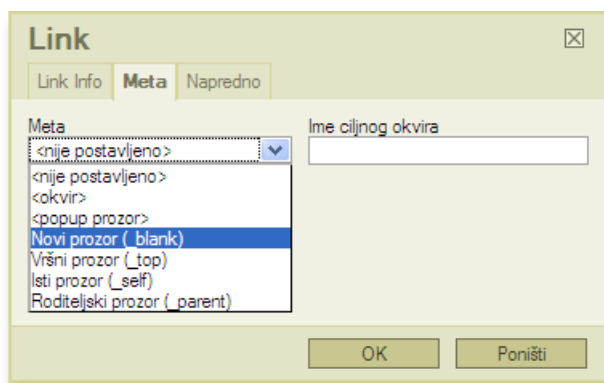 Link
Link Info Meta Napredno
Meta Ime ciljnog okvira
<nije postavljeno>
<nije postavljeno>
<okvir>
<popup prozor>
Novi prozor (_blank)
Vršni prozor (_top)
Isti prozor (_self)
Roditeljski prozor (_parent)
OK Poništi